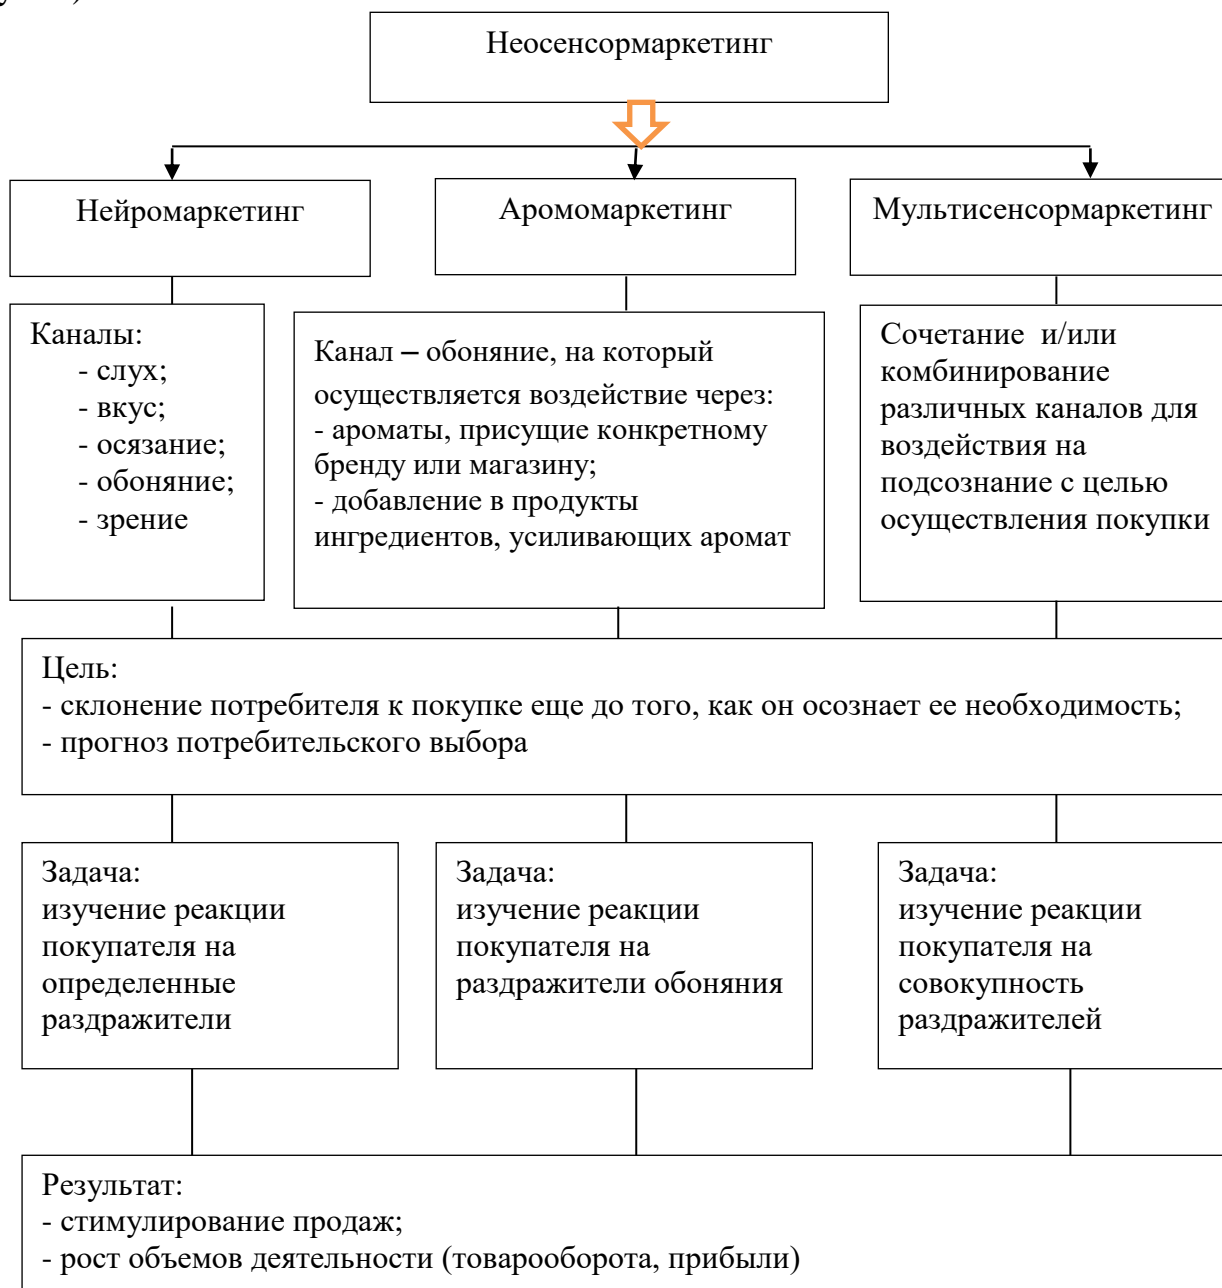 Неосенсормаркетинг
Нейромаркетинг
Аромомаркетинг
Мультисенсормаркетинг
Каналы:
- слух;
- вкус;
- осязание;
- обоняние;
- зрение
Канал – обоняние, на который
осуществляется воздействие через:
- ароматы, присущие конкретному
бренду или магазину;
- добавление в продукты
ингредиентов, усиливающих аромат
Сочетание и/или
комбинирование
различных каналов для
воздействия на
подсознание с целью
осуществления покупки
Цель:
- склонение потребителя к покупке еще до того, как он осознает ее необходимость;
- прогноз потребительского выбора
Задача:
изучение реакции
покупателя на
определенные
раздражители
Задача:
изучение реакции
покупателя на
раздражители обоняния
Задача:
изучение реакции
покупателя на
совокупность
раздражителей
Результат:
- стимулирование продаж;
- рост объемов деятельности (товарооборота, прибыли)